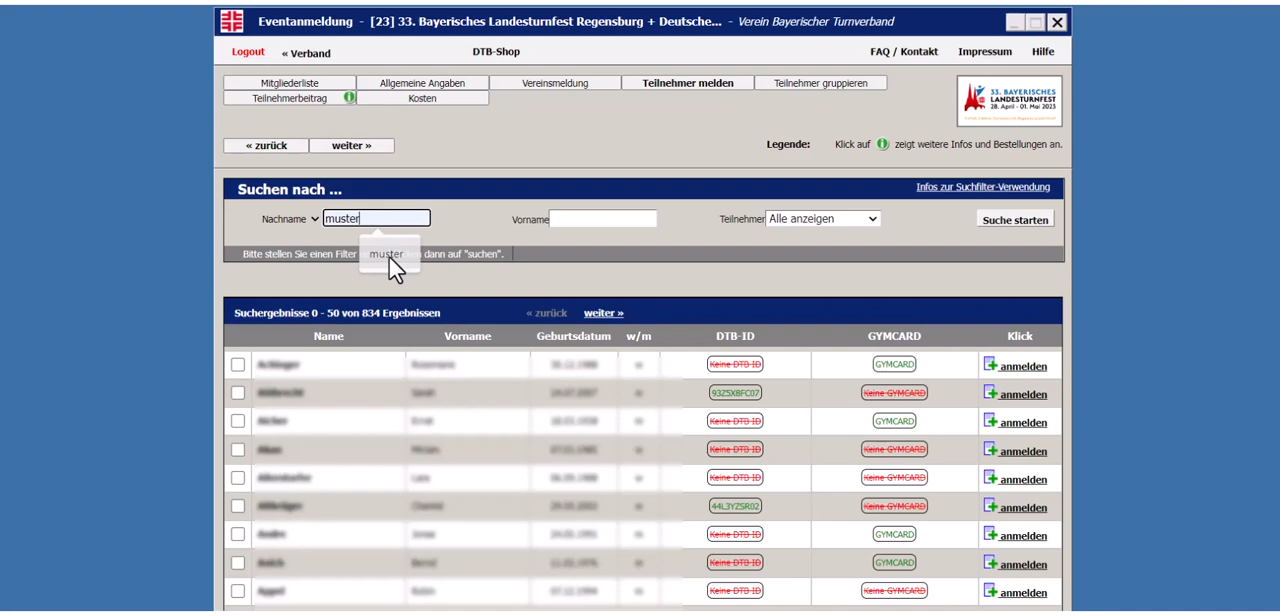 Eventanmeldung - [23] 33. Bayerisches Landesturnfest Regensburg + Deutsche... - Verein Bayerischer Turnverband
Logout « Verband DTB-Shop FAQ / Kontakt Impressum Hilfe
Mitgliederliste Allgemeine Angaben Vereinsmeldung Teilnehmer melden Teilnehmer gruppieren
Teilnehmerbeitrag Kosten
33. BAYERISCHES
LANDESTURNFEST
28. April - 01. Mai 2023
« zurück weiter » Legende: Klick auf zeigt weitere Infos und Bestellungen an.
Suchen nach ... Infos zur Suchfilter-Verwendung
Nachname muster Vorname Teilnehmer Alle anzeigen Suche starten
Bitte stellen Sie einen Filter muster dann auf "suchen".
Suchergebnisse 0 - 50 von 834 Ergebnissen « zurück weiter »
Name Vorname Geburtsdatum w/m DTB-ID GYMCARD Klick
Keine DTB-ID GYMCARD anmelden
93Z5XBFC07 Keine GYMCARD anmelden
Keine DTB-ID GYMCARD anmelden
Keine DTB-ID Keine GYMCARD anmelden
Keine DTB-ID Keine GYMCARD anmelden
44L3YZSR02 Keine GYMCARD anmelden
Keine DTB-ID GYMCARD anmelden
Keine DTB-ID GYMCARD anmelden
Keine DTB-ID Keine GYMCARD anmelden